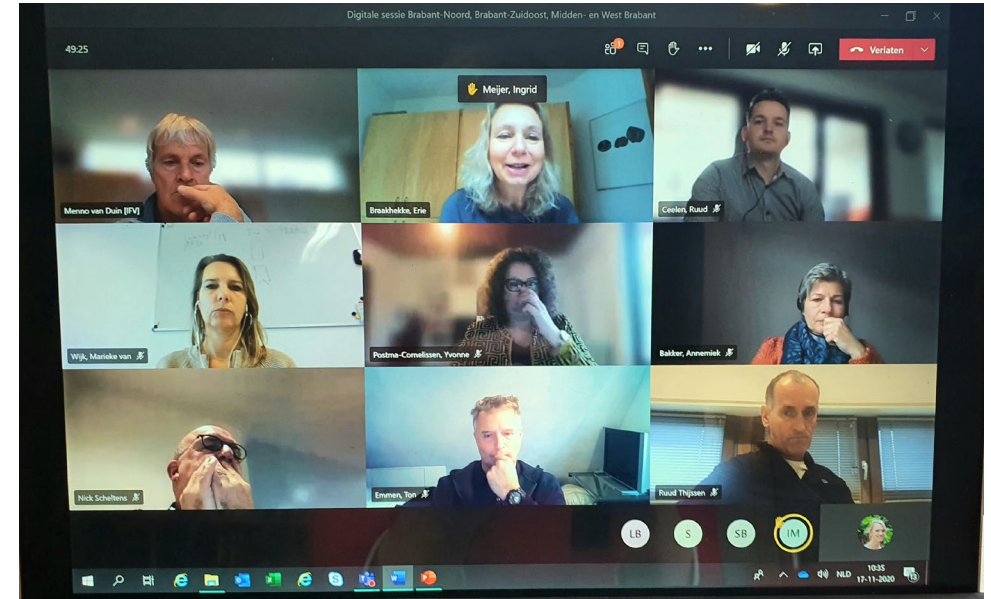 Digitale sessie Brabant-Noord, Brabant-Zuidoost, Midden- en West Brabant
49:25
1
Verlaten
Meijer, Ingrid
Menno van Duin [IFV]
Braakhekke, Erie
Ceelen, Ruud
Wijk, Marieke van
Postma-Cornelissen, Yvonne
Bakker, Annemiek
Nick Scheltens
Emmen, Ton
Ruud Thijssen
LB
S
SB
IM
NLD
10:35
17-11-2020
13